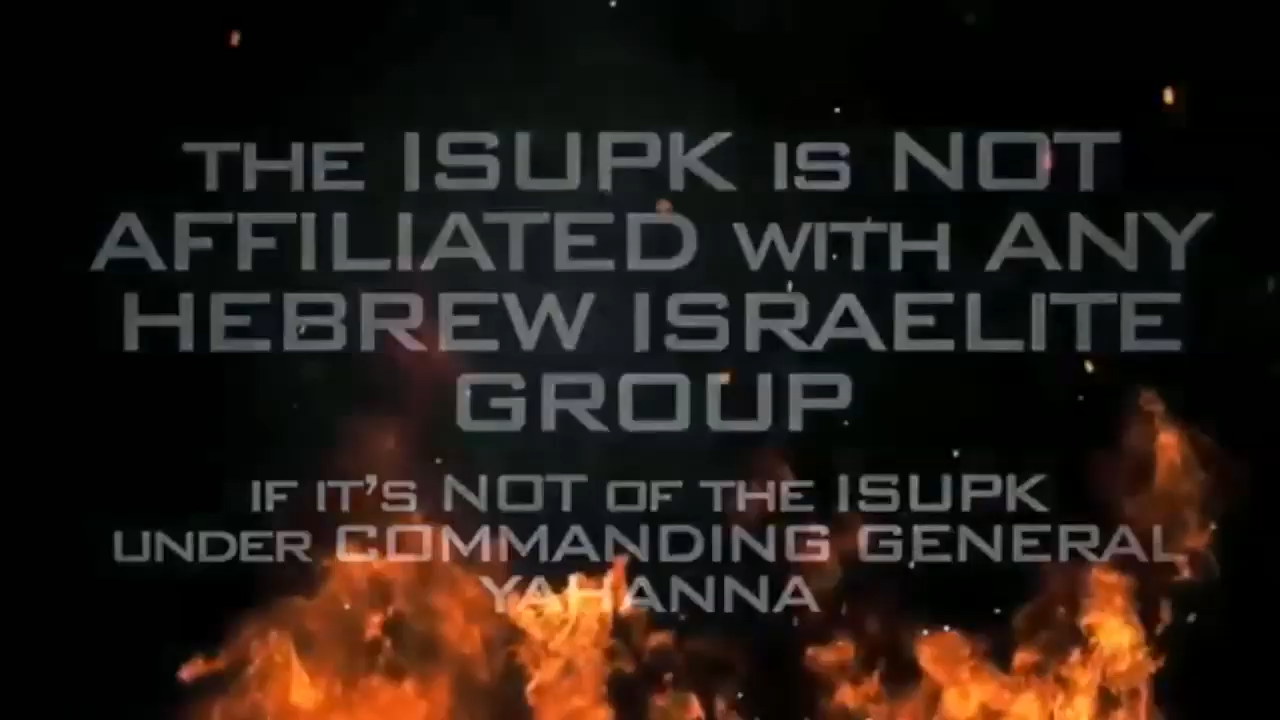 THE ISUPK IS NOT
AFFILIATED WITH ANY
HEBREW ISRAELITE
GROUP
IF IT'S NOT OF THE ISUPK
UNDER COMMANDING GENERAL
YAHANNA